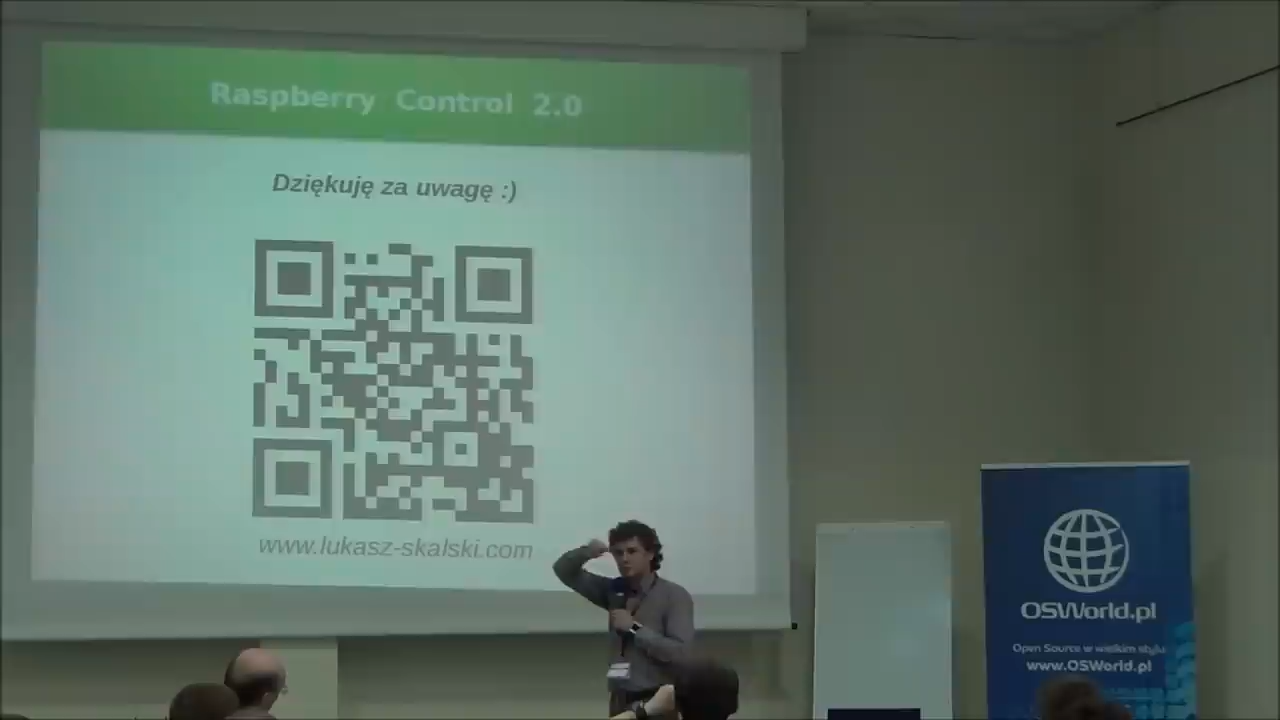 Raspberry Control 2.0
Dziękuję za uwagę :)
www.lukasz-skalski.com
OSWorld.pl
Open Source w wielkim stylu
www.OSWorld.pl